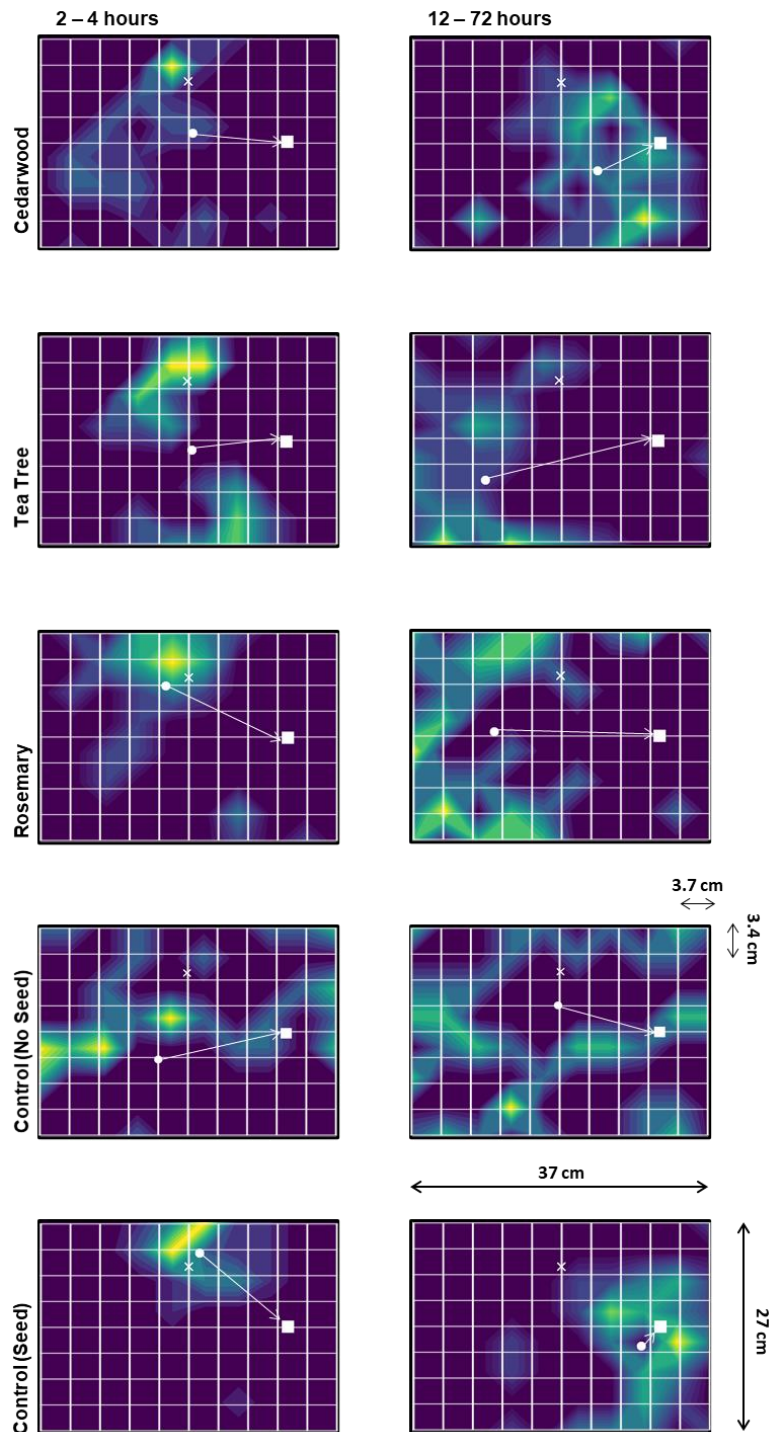 2 – 4 hours
12 – 72 hours
Cedarwood
Tea Tree
Rosemary
3.7 cm
3.4 cm
Control (No Seed)
37 cm
Control (Seed)
27 cm